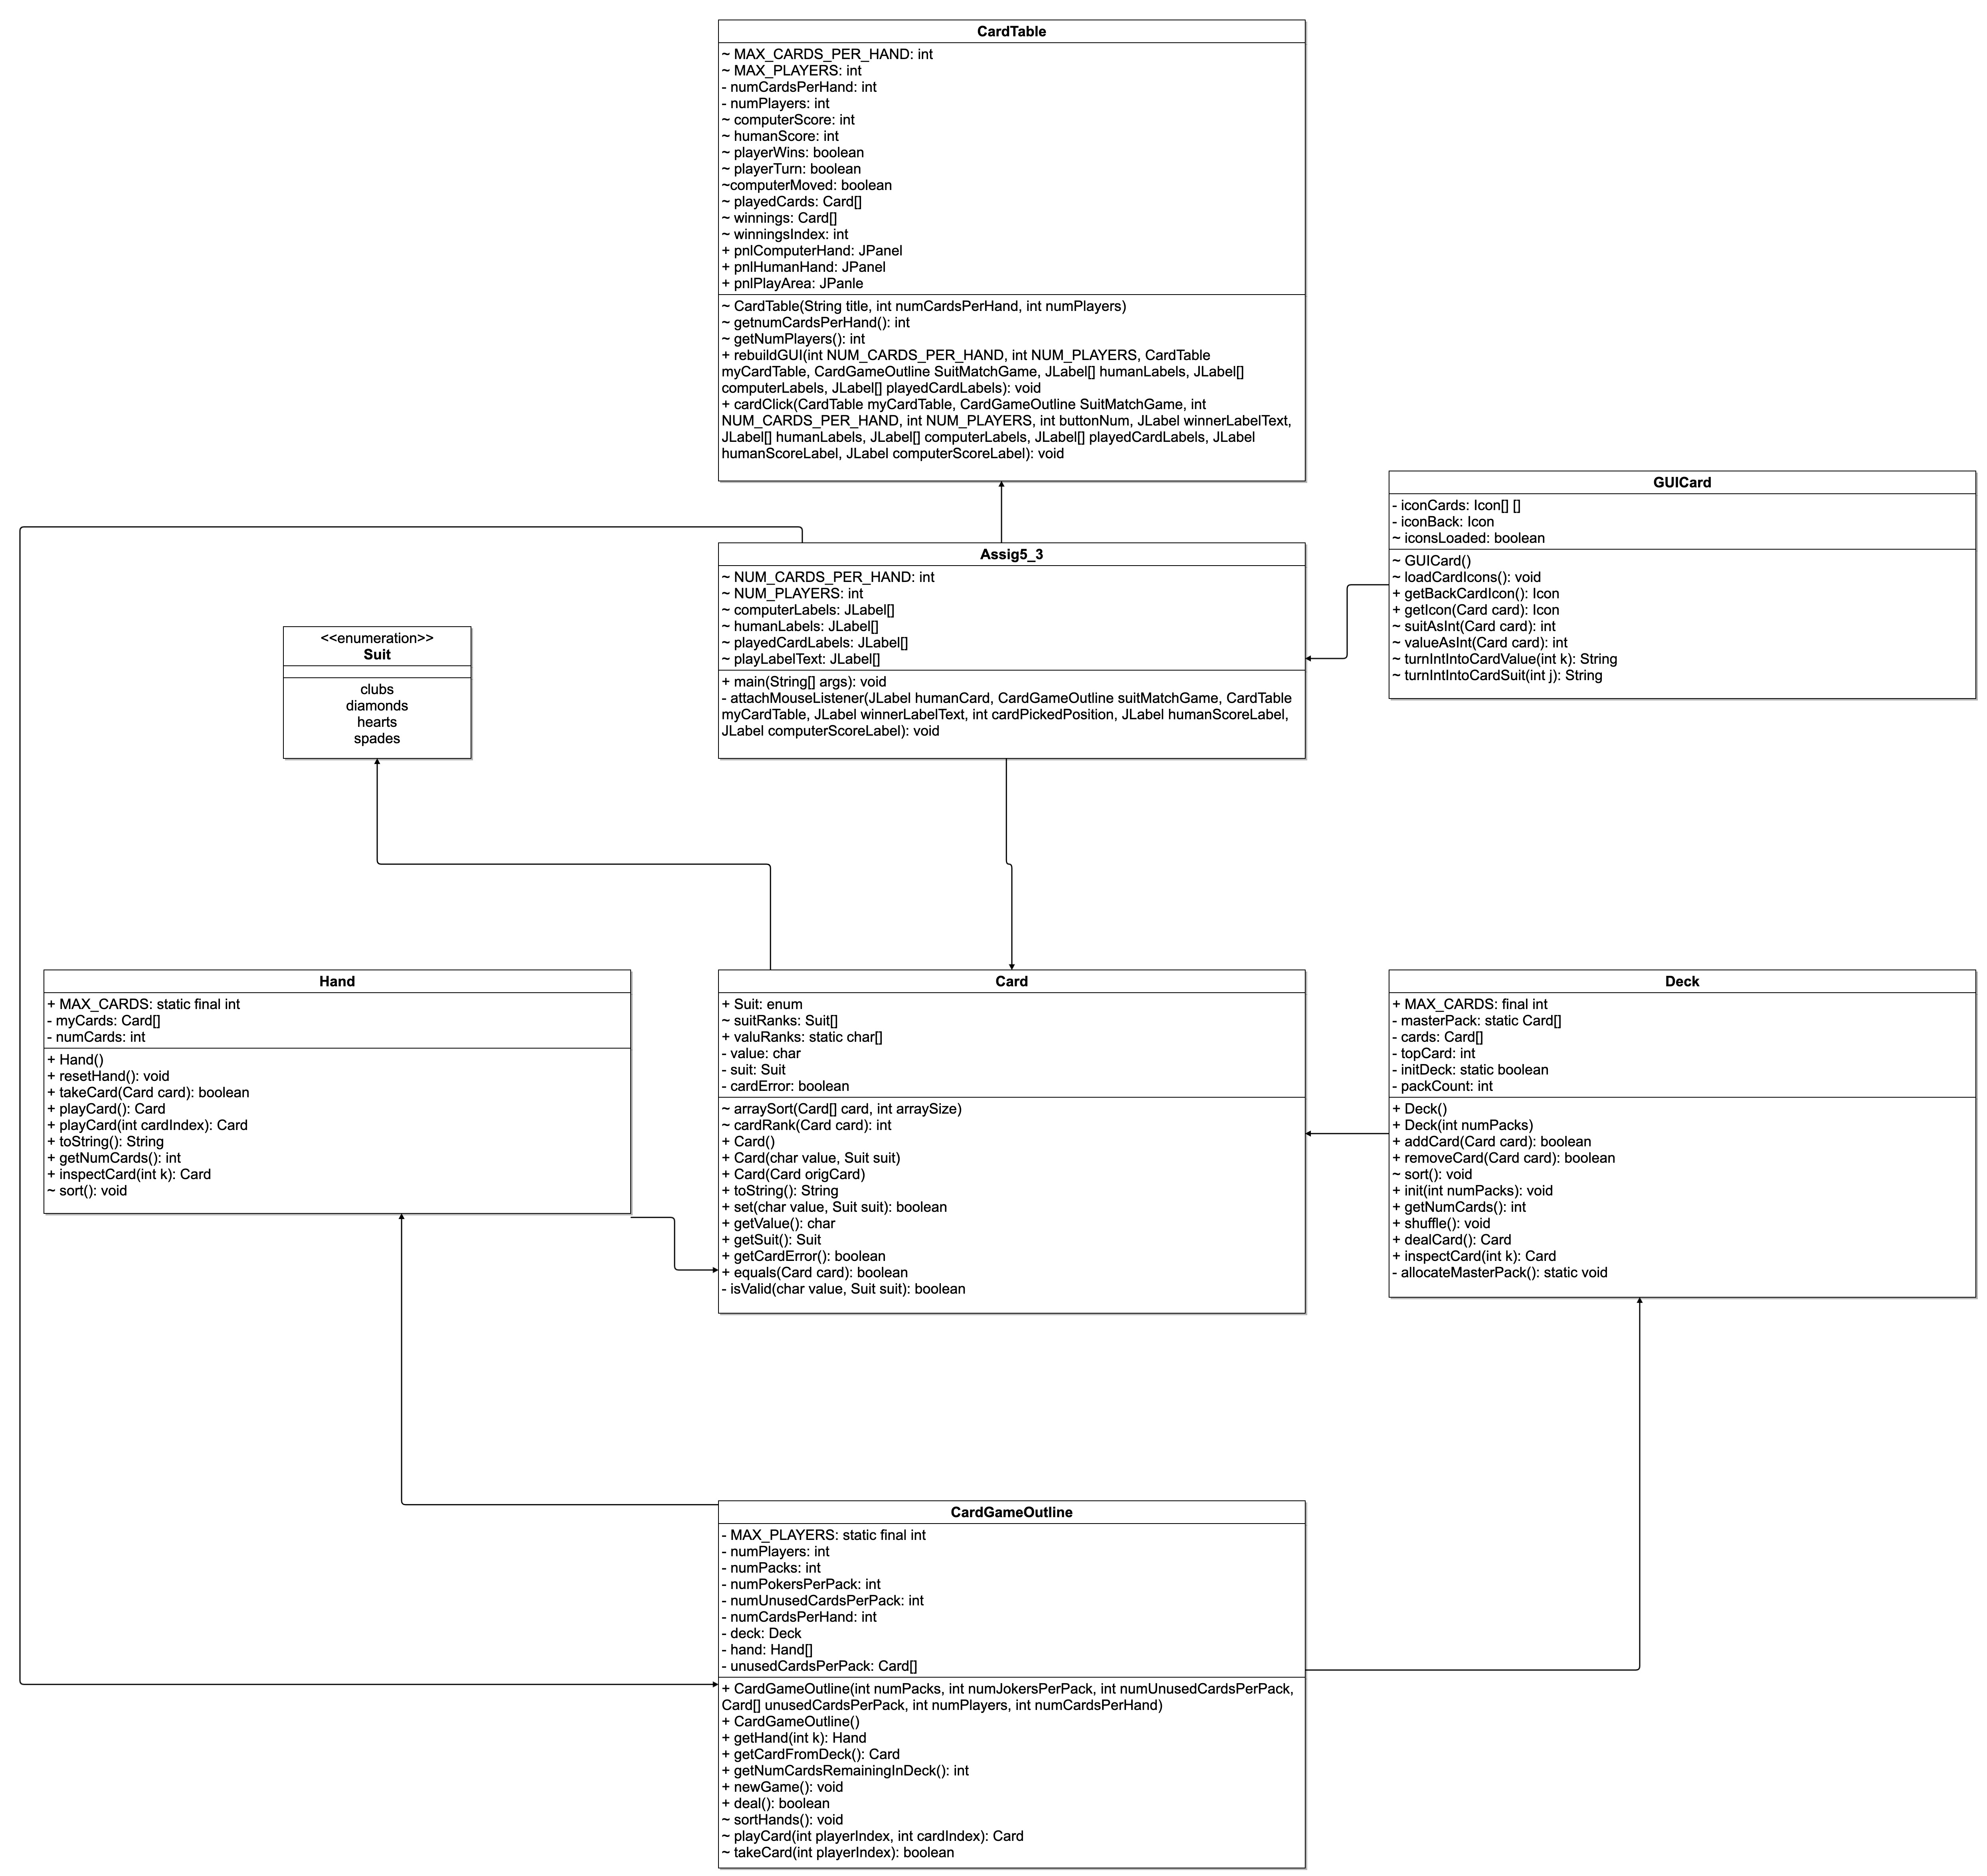 CardTable
~ MAX_CARDS_PER_HAND: int
~ MAX_PLAYERS: int
- numCardsPerHand: int
- numPlayers: int
~ computerScore: int
~ humanScore: int
~ playerWins: boolean
~ playerTurn: boolean
~computerMoved: boolean
~ playedCards: Card[]
~ winnings: Card[]
~ winningsIndex: int
+ pnlComputerHand: JPanel
+ pnlHumanHand: JPanel
+ pnlPlayArea: JPanle
~ CardTable(String title, int numCardsPerHand, int numPlayers)
~ getnumCardsPerHand(): int
~ getNumPlayers(): int
+ rebuildGUI(int NUM_CARDS_PER_HAND, int NUM_PLAYERS, CardTable
myCardTable, CardGameOutline SuitMatchGame, JLabel[] humanLabels, JLabel[]
computerLabels, JLabel[] playedCardLabels): void
+ cardClick(CardTable myCardTable, CardGameOutline SuitMatchGame, int
NUM_CARDS_PER_HAND, int NUM_PLAYERS, int buttonNum, JLabel winnerLabelText,
JLabel[] humanLabels, JLabel[] computerLabels, JLabel[] playedCardLabels, JLabel
humanScoreLabel, JLabel computerScoreLabel): void
GUICard
- iconCards: Icon[] []
- iconBack: Icon
~ iconsLoaded: boolean
~ GUICard()
~ loadCardIcons(): void
+ getBackCardIcon(): Icon
+ getIcon(Card card): Icon
~ suitAsInt(Card card): int
~ valueAsInt(Card card): int
~ turnIntIntoCardValue(int k): String
~ turnIntIntoCardSuit(int j): String
Assig5_3
~ NUM_CARDS_PER_HAND: int
~ NUM_PLAYERS: int
~ computerLabels: JLabel[]
~ humanLabels: JLabel[]
~ playedCardLabels: JLabel[]
~ playLabelText: JLabel[]
+ main(String[] args): void
- attachMouseListener(JLabel humanCard, CardGameOutline suitMatchGame, CardTable
myCardTable, JLabel winnerLabelText, int cardPickedPosition, JLabel humanScoreLabel,
JLabel computerScoreLabel): void
<<enumeration>>
Suit
clubs
diamonds
hearts
spades
Hand
+ MAX_CARDS: static final int
- myCards: Card[]
- numCards: int
+ Hand()
+ resetHand(): void
+ takeCard(Card card): boolean
+ playCard(): Card
+ playCard(int cardIndex): Card
+ toString(): String
+ getNumCards(): int
+ inspectCard(int k): Card
~ sort(): void
Card
+ Suit: enum
~ suitRanks: Suit[]
+ valuRanks: static char[]
- value: char
- suit: Suit
- cardError: boolean
~ arraySort(Card[] card, int arraySize)
~ cardRank(Card card): int
+ Card()
+ Card(char value, Suit suit)
+ Card(Card origCard)
+ toString(): String
+ set(char value, Suit suit): boolean
+ getValue(): char
+ getSuit(): Suit
+ getCardError(): boolean
+ equals(Card card): boolean
- isValid(char value, Suit suit): boolean
Deck
+ MAX_CARDS: final int
- masterPack: static Card[]
- cards: Card[]
- topCard: int
- initDeck: static boolean
- packCount: int
+ Deck()
+ Deck(int numPacks)
+ addCard(Card card): boolean
+ removeCard(Card card): boolean
~ sort(): void
+ init(int numPacks): void
+ getNumCards(): int
+ shuffle(): void
+ dealCard(): Card
+ inspectCard(int k): Card
- allocateMasterPack(): static void
CardGameOutline
- MAX_PLAYERS: static final int
- numPlayers: int
- numPacks: int
- numPokersPerPack: int
- numUnusedCardsPerPack: int
- numCardsPerHand: int
- deck: Deck
- hand: Hand[]
- unusedCardsPerPack: Card[]
+ CardGameOutline(int numPacks, int numJokersPerPack, int numUnusedCardsPerPack,
Card[] unusedCardsPerPack, int numPlayers, int numCardsPerHand)
+ CardGameOutline()
+ getHand(int k): Hand
+ getCardFromDeck(): Card
+ getNumCardsRemainingInDeck(): int
+ newGame(): void
+ deal(): boolean
~ sortHands(): void
~ playCard(int playerIndex, int cardIndex): Card
~ takeCard(int playerIndex): boolean